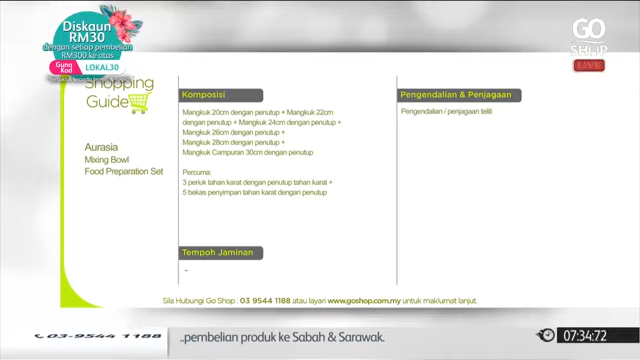 Diskaun
RM30
dengan setiap pembelian
RM300 ke atas
Guna
Kod
LOKAL30
GO
SHOP
LIVE
Shopping
Guide
Aurasia
Mixing Bowl
Food Preparation Set
Komposisi
Mangkuk 20cm dengan penutup + Mangkuk 22cm
dengan penutup + Mangkuk 24cm dengan penutup +
Mangkuk 26cm dengan penutup +
Mangkuk 28cm dengan penutup +
Mangkuk Campuran 30cm dengan penutup
Percuma:
3 periuk tahan karat dengan penutup tahan karat +
5 bekas penyimpan tahan karat dengan penutup
Tempoh Jaminan
-
Pengendalian & Penjagaan
Pengendalian / penjagaan teliti
Sila Hubungi Go Shop : 03 9544 1188 atau layari www.goshop.com.my untuk maklumat lanjut.
03-9544 1188
..pembelian produk ke Sabah & Sarawak.
07:34:72